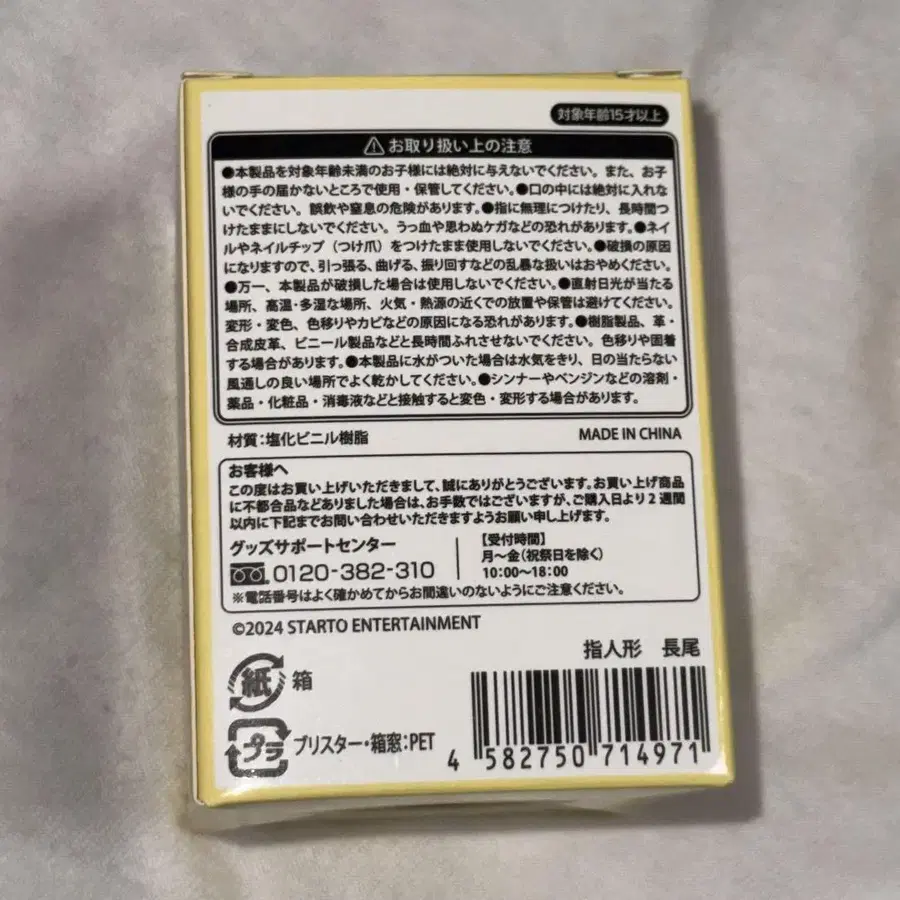 対象年齢15才以上
⚠お取り扱い上の注意
●本製品を対象年齢未満のお子様には絶対に与えないでください。また、お子
様の手の届かないところで使用・保管してください。●口の中には絶対に入れな
いでください。誤飲や窒息の危険があります。●指に無理につけたり、長時間つ
けたままにしないでください。うっ血や思わぬケガなどの恐れがあります。●ネイ
ルやネイルチップ（つけ爪）をつけたまま使用しないでください。●破損の原因
になりますので、引っ張る、曲げる、振り回すなどの乱暴な扱いはおやめください。
●万一、本製品が破損した場合は使用しないでください。●直射日光が当たる
場所、高温・多湿な場所、火気・熱源の近くでの放置や保管は避けてください。
変形・変色、色移りやカビなどの原因になる恐れがあります。●樹脂製品、革・
合成皮革、ビニール製品などと長時間ふれさせないでください。色移りや固着
する場合があります。●本製品に水がついた場合は水気をきり、日の当たらない
風通しの良い場所でよく乾かしてください。●シンナーやベンジンなどの溶剤・
薬品・化粧品・消毒液などと接触すると変色・変形する場合があります。
材質：塩化ビニル樹脂 MADE IN CHINA
お客様へ
この度はお買い上げいただきまして、誠にありがとうございます。お買い上げ商品
に不都合品などありました場合は、お手数ではございますが、ご購入日より2週間
以内に下記までお問い合わせいただきますようお願い申し上げます。
グッズサポートセンター
0120-382-310
【受付時間】
月〜金（祝祭日を除く）
10:00〜18:00
※電話番号はよく確かめてからお間違いのないようにご注意ください。
©2024 STARTO ENTERTAINMENT
指人形 長尾
紙 箱
プラ ブリスター・箱窓：PET
4 582750 714971